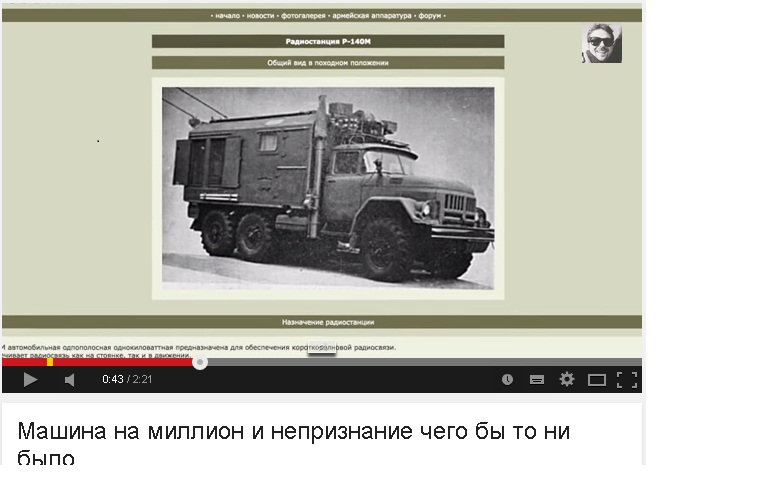 • начало • новости • фотогалерея • армейская аппаратура • форум •
Радиостанция Р-140М
Общий вид в походном положении
Назначение радиостанции
М автомобильная однополосная однокиловаттная предназначена для обеспечения коротковолновой радиосвязи.
ечивает радиосвязь как на стоянке, так и в движении.
0:43 / 2:21
Машина на миллион и непризнание чего бы то ни
было